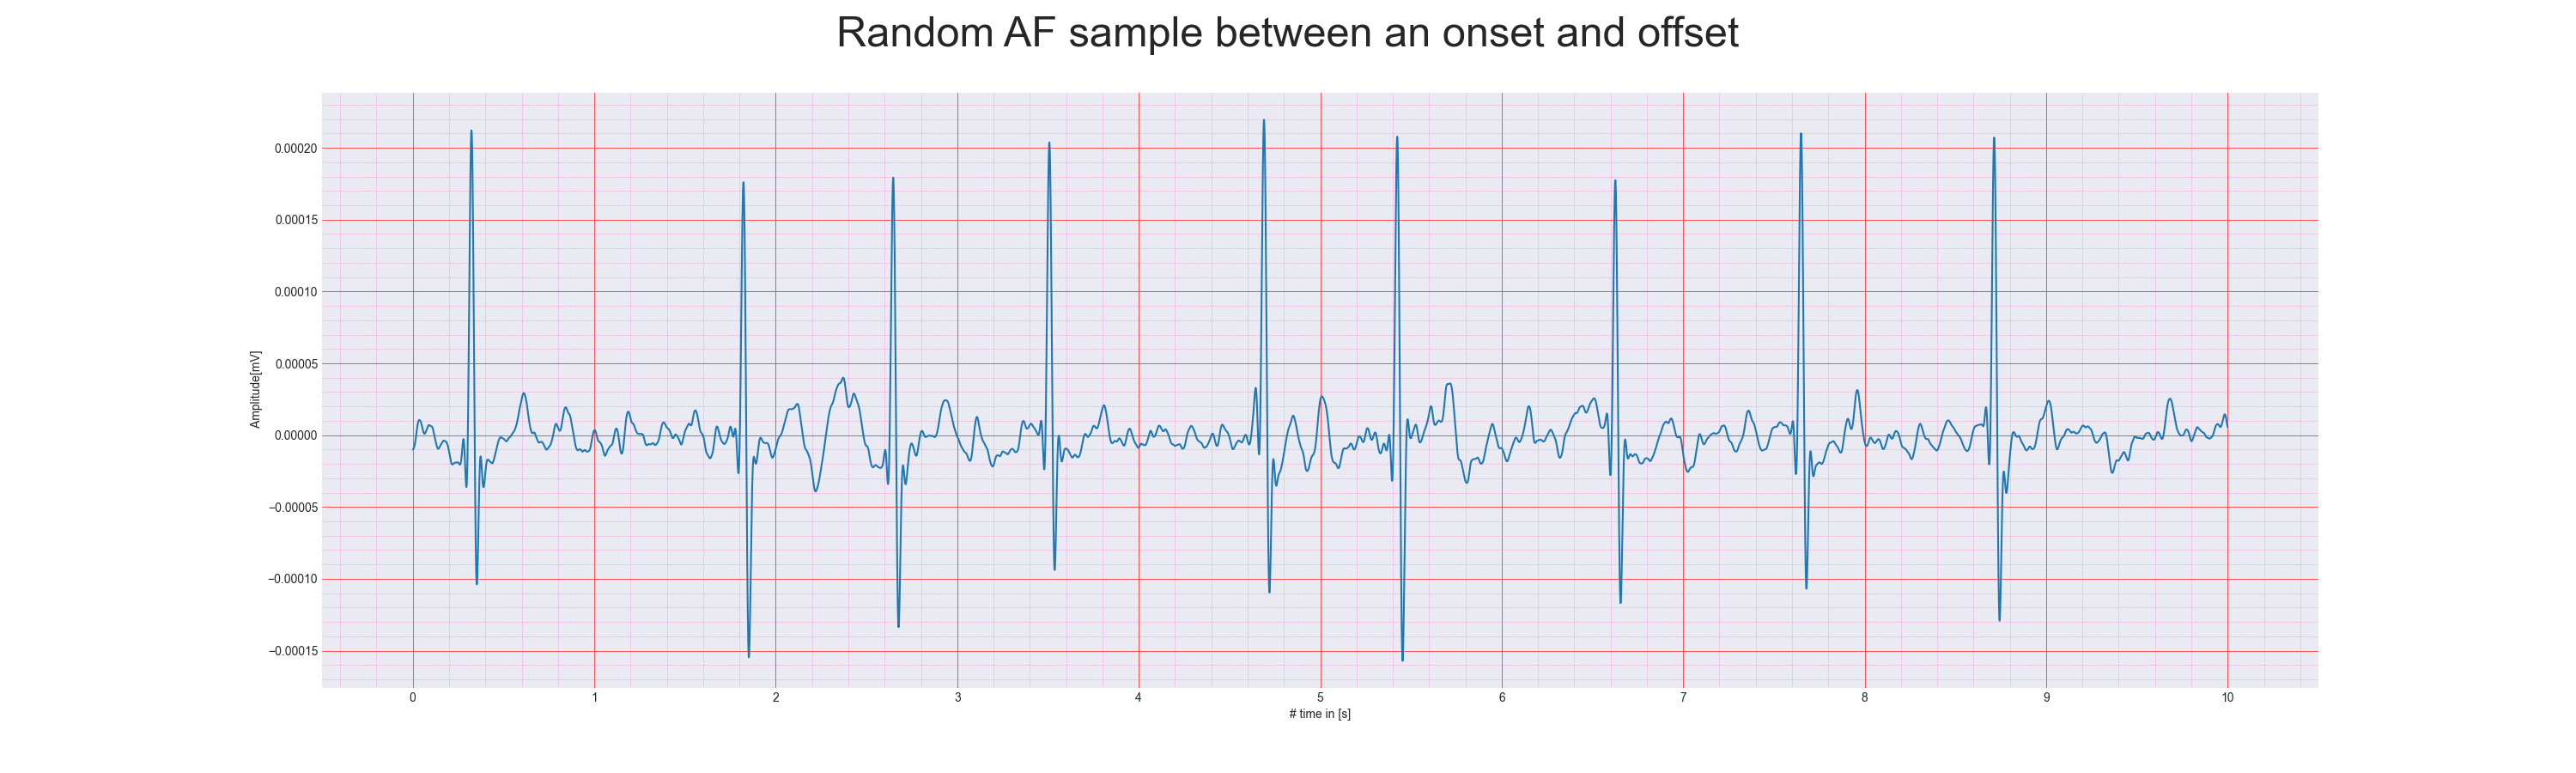 Random AF sample between an onset and offset
0.00020
0.00015
0.00010
0.00005
0.00000
−0.00005
−0.00010
−0.00015
Amplitude[mV]
0 1 2 3 4 5 6 7 8 9 10
# time in [s]